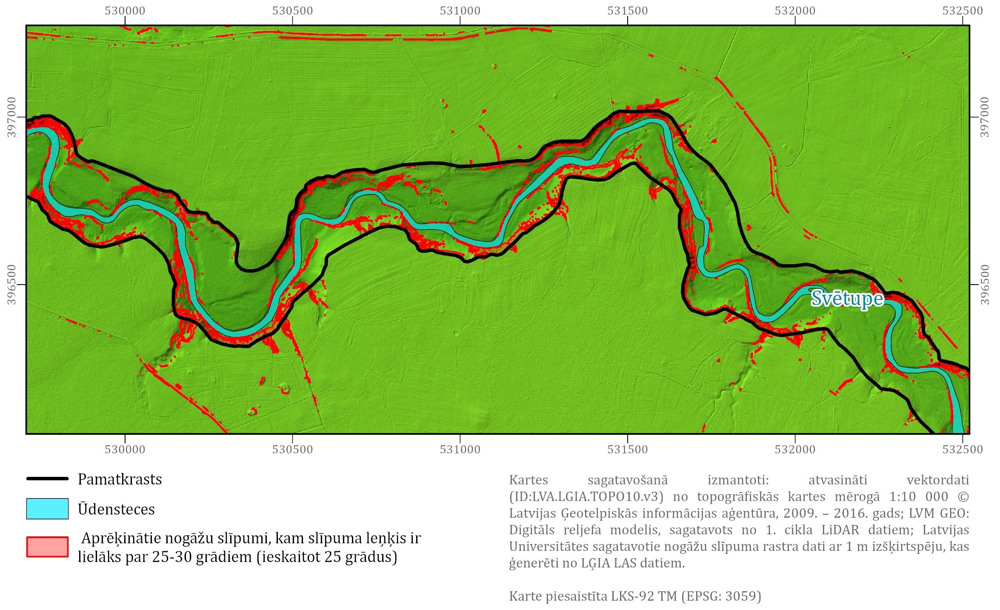 530000 530500 531000 531500 532000 532500
397000 397000
396500 396500
Svētupe
530000 530500 531000 531500 532000 532500
Pamatkrasts
Ūdensteces
Aprēķinātie nogāžu slīpumi, kam slīpuma leņķis ir
lielāks par 25-30 grādiem (ieskaitot 25 grādus)
Kartes sagatavošanā izmantoti: atvasināti vektordati
(ID:LVA.LGIA.TOPO10.v3) no topogrāfiskās kartes mērogā 1:10 000 ©
Latvijas Ģeotelpiskās informācijas aģentūra, 2009. – 2016. gads; LVM GEO:
Digitāls reljefa modelis, sagatavots no 1. cikla LiDAR datiem; Latvijas
Universitātes sagatavotie nogāžu slīpuma rastra dati ar 1 m izšķirtspēju, kas
ģenerēti no LĢIA LAS datiem.
Karte piesaistīta LKS-92 TM (EPSG: 3059)